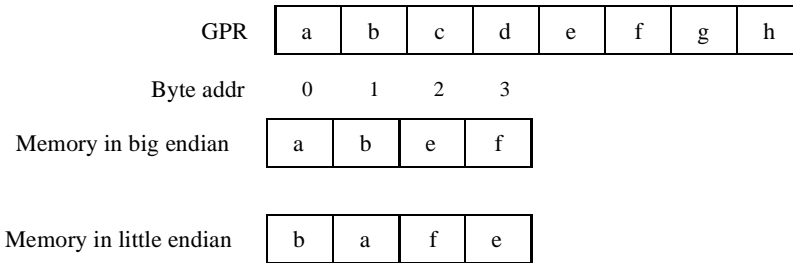 GPR a b c d e f g h
Byte addr 0 1 2 3
Memory in big endian a b e f
Memory in little endian b a f e